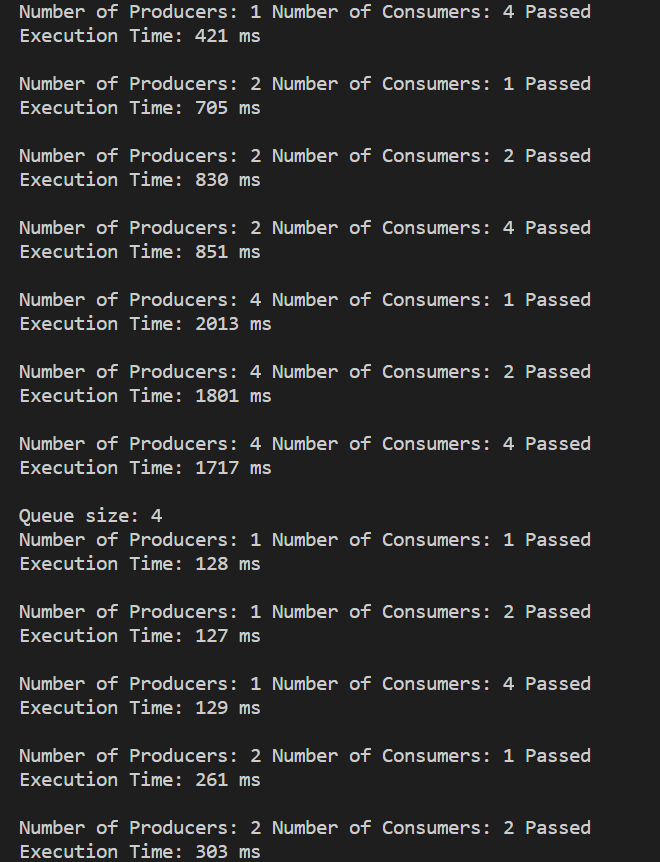 Number of Producers: 1 Number of Consumers: 4 Passed
Execution Time: 421 ms
Number of Producers: 2 Number of Consumers: 1 Passed
Execution Time: 705 ms
Number of Producers: 2 Number of Consumers: 2 Passed
Execution Time: 830 ms
Number of Producers: 2 Number of Consumers: 4 Passed
Execution Time: 851 ms
Number of Producers: 4 Number of Consumers: 1 Passed
Execution Time: 2013 ms
Number of Producers: 4 Number of Consumers: 2 Passed
Execution Time: 1801 ms
Number of Producers: 4 Number of Consumers: 4 Passed
Execution Time: 1717 ms
Queue size: 4
Number of Producers: 1 Number of Consumers: 1 Passed
Execution Time: 128 ms
Number of Producers: 1 Number of Consumers: 2 Passed
Execution Time: 127 ms
Number of Producers: 1 Number of Consumers: 4 Passed
Execution Time: 129 ms
Number of Producers: 2 Number of Consumers: 1 Passed
Execution Time: 261 ms
Number of Producers: 2 Number of Consumers: 2 Passed
Execution Time: 303 ms